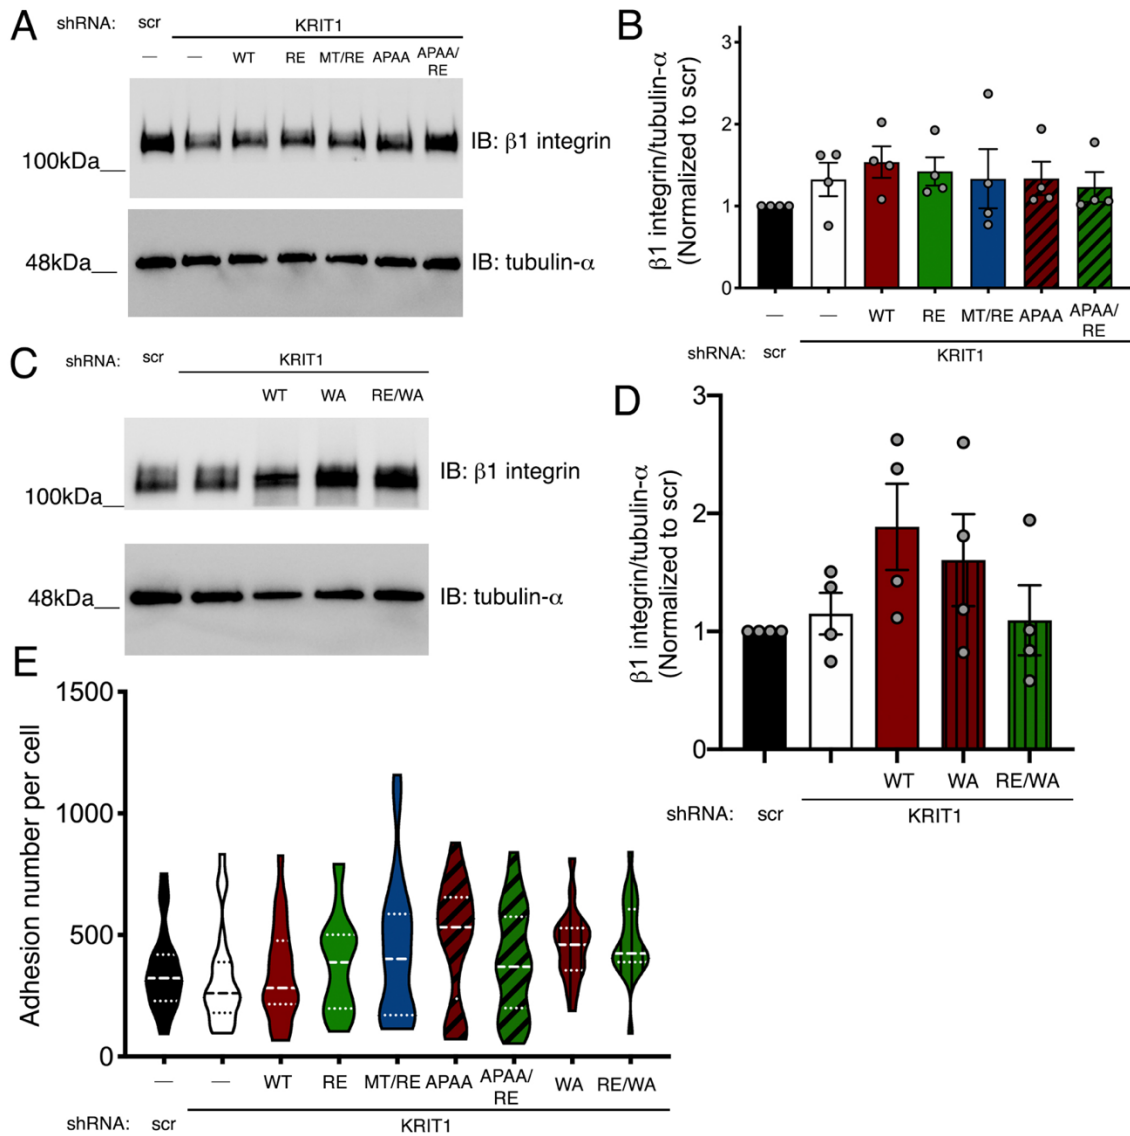 A
shRNA: scr KRIT1
— — WT RE MT/RE APAA APAA/
RE
100kDa__
IB: β1 integrin
48kDa__
IB: tubulin-α
B
β1 integrin/tubulin-α
(Normalized to scr)
3
2
1
0
— — WT RE MT/RE APAA APAA/
RE
shRNA: scr KRIT1
C
shRNA: scr KRIT1
WT WA RE/WA
IB: β1 integrin
100kDa__
48kDa__
IB: tubulin-α
D
β1 integrin/tubulin-α
(Normalized to scr)
3
2
1
0
WT WA RE/WA
shRNA: scr KRIT1
E
Adhesion number per cell
1500
1000
500
0
— — WT RE MT/RE APAA APAA/
RE WA RE/WA
shRNA: scr KRIT1